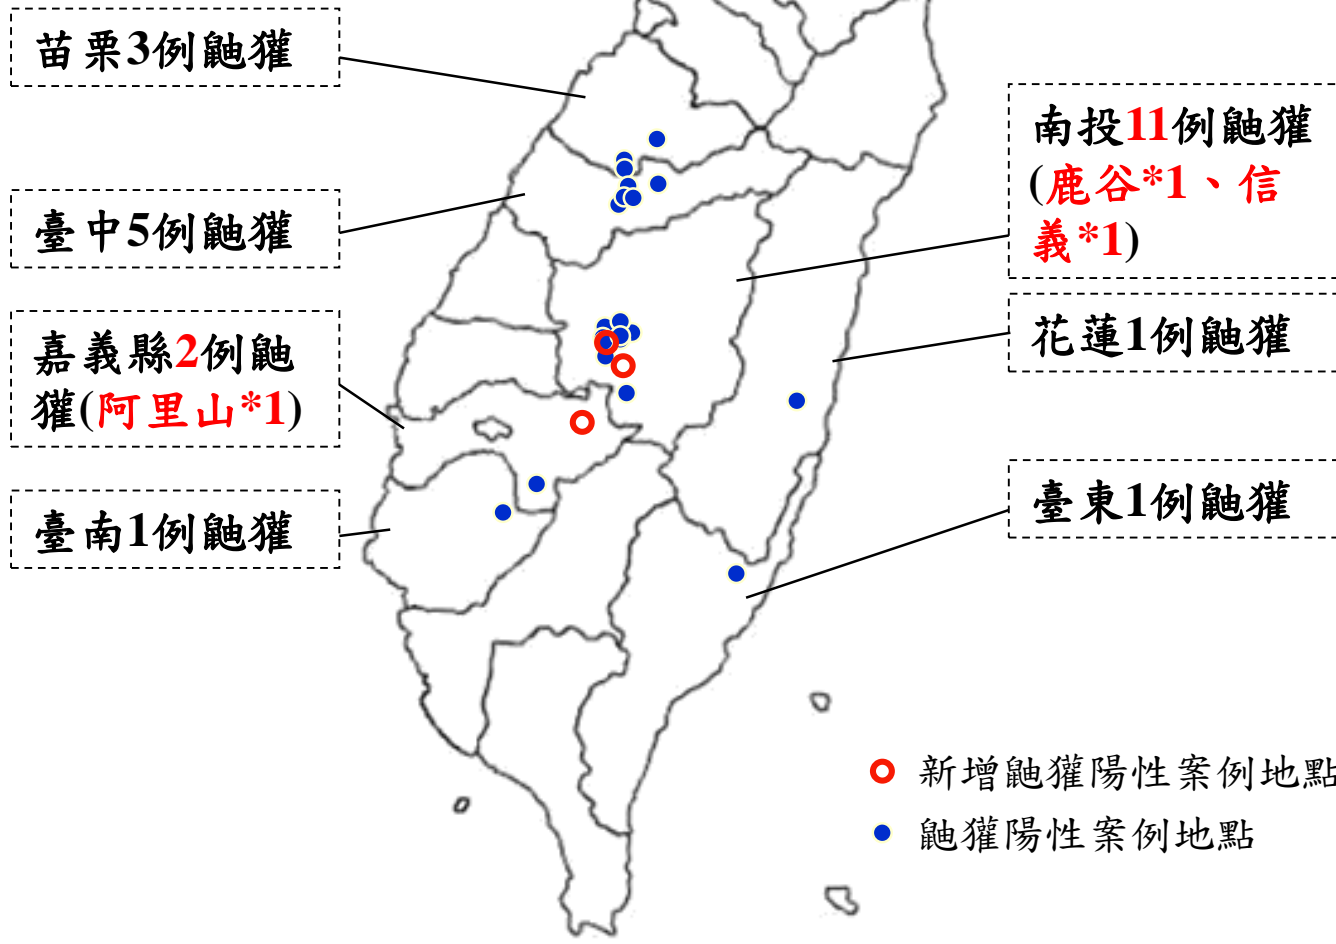 苗栗3例鼬獾
臺中5例鼬獾
嘉義縣2例鼬
獾(阿里山*1)
臺南1例鼬獾
南投11例鼬獾
(鹿谷*1、信
義*1)
花蓮1例鼬獾
臺東1例鼬獾
新增鼬獾陽性案例地點
鼬獾陽性案例地點